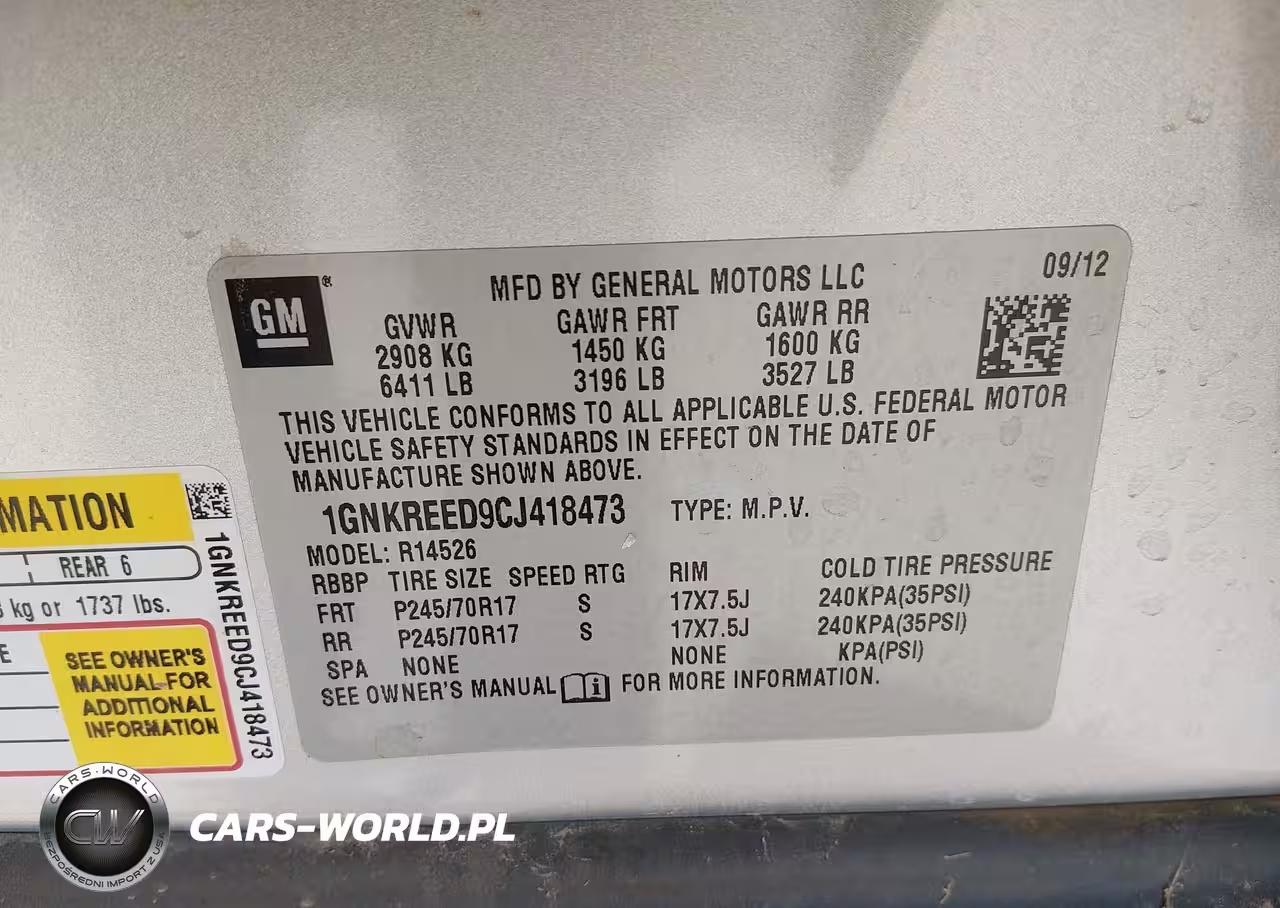 GM ®
MFD BY GENERAL MOTORS LLC
09/12
GVWR GAWR FRT GAWR RR
2908 KG 1450 KG 1600 KG
6411 LB 3196 LB 3527 LB
THIS VEHICLE CONFORMS TO ALL APPLICABLE U.S. FEDERAL MOTOR
VEHICLE SAFETY STANDARDS IN EFFECT ON THE DATE OF
MANUFACTURE SHOWN ABOVE.
1GNKREED9CJ418473 TYPE: M.P.V.
MODEL: R14526
RBBP TIRE SIZE SPEED RTG RIM COLD TIRE PRESSURE
FRT P245/70R17 S 17X7.5J 240KPA(35PSI)
RR P245/70R17 S 17X7.5J 240KPA(35PSI)
SPA NONE NONE KPA(PSI)
SEE OWNER'S MANUAL FOR MORE INFORMATION.
MATION
REAR 6
kg or 1737 lbs.
SEE OWNER'S
MANUAL FOR
ADDITIONAL
INFORMATION
1GNKREED9CJ418473
CARS-WORLD
CW
BEZPOŚREDNI IMPORT Z USA
CARS-WORLD.PL